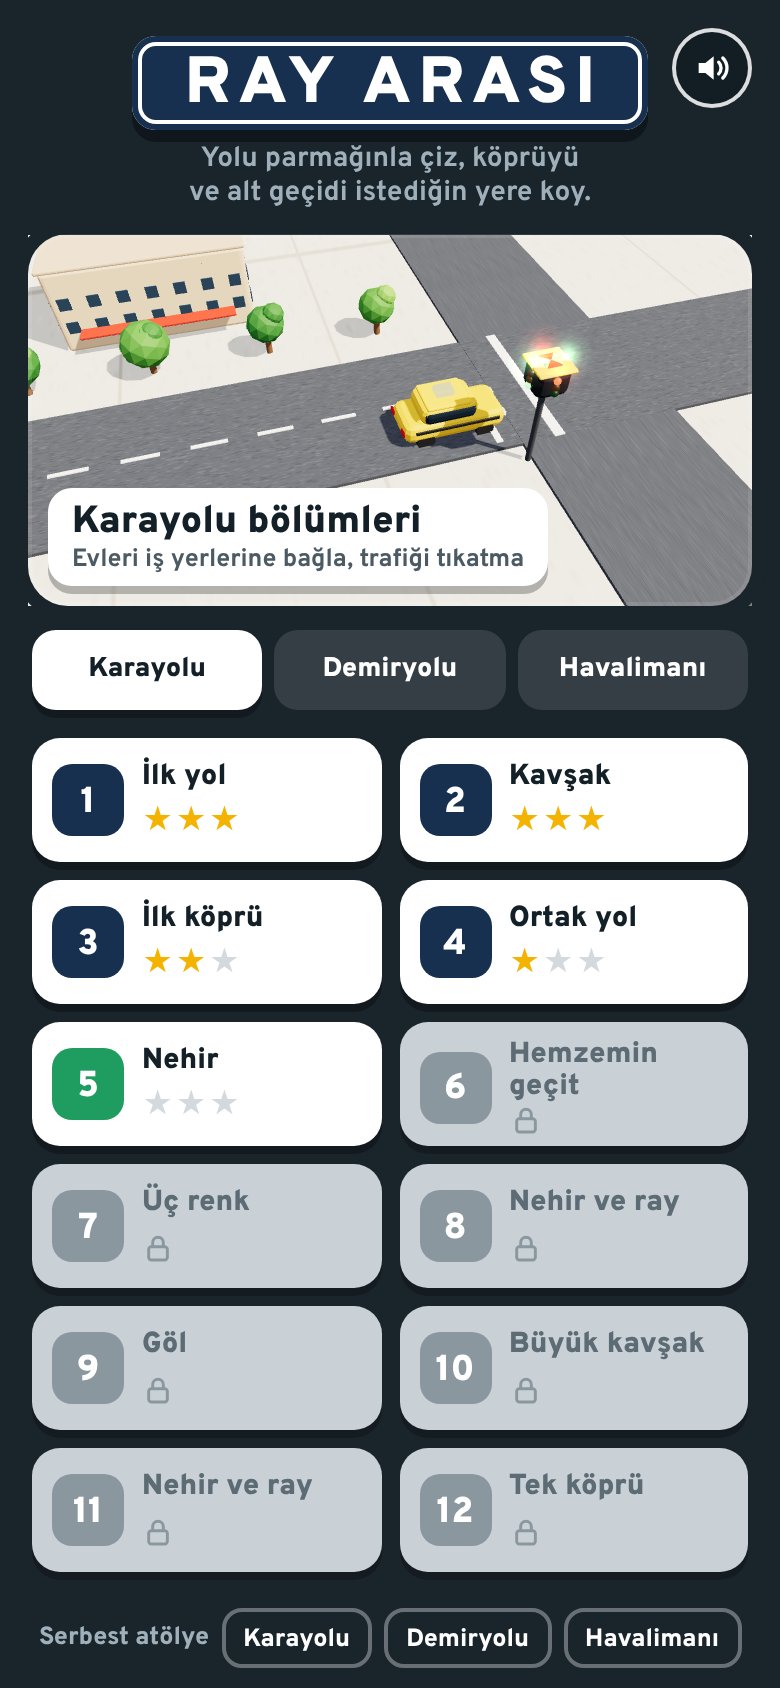 RAY ARASI
Yolu parmağınla çiz, köprüyü
ve alt geçidi istediğin yere koy.
Karayolu bölümleri
Evleri iş yerlerine bağla, trafiği tıkatma
Karayolu
Demiryolu
Havalimanı
1
İlk yol
2
Kavşak
3
İlk köprü
4
Ortak yol
5
Nehir
6
Hemzemin
geçit
7
Üç renk
8
Nehir ve ray
9
Göl
10
Büyük kavşak
11
Nehir ve ray
12
Tek köprü
Serbest atölye
Karayolu
Demiryolu
Havalimanı